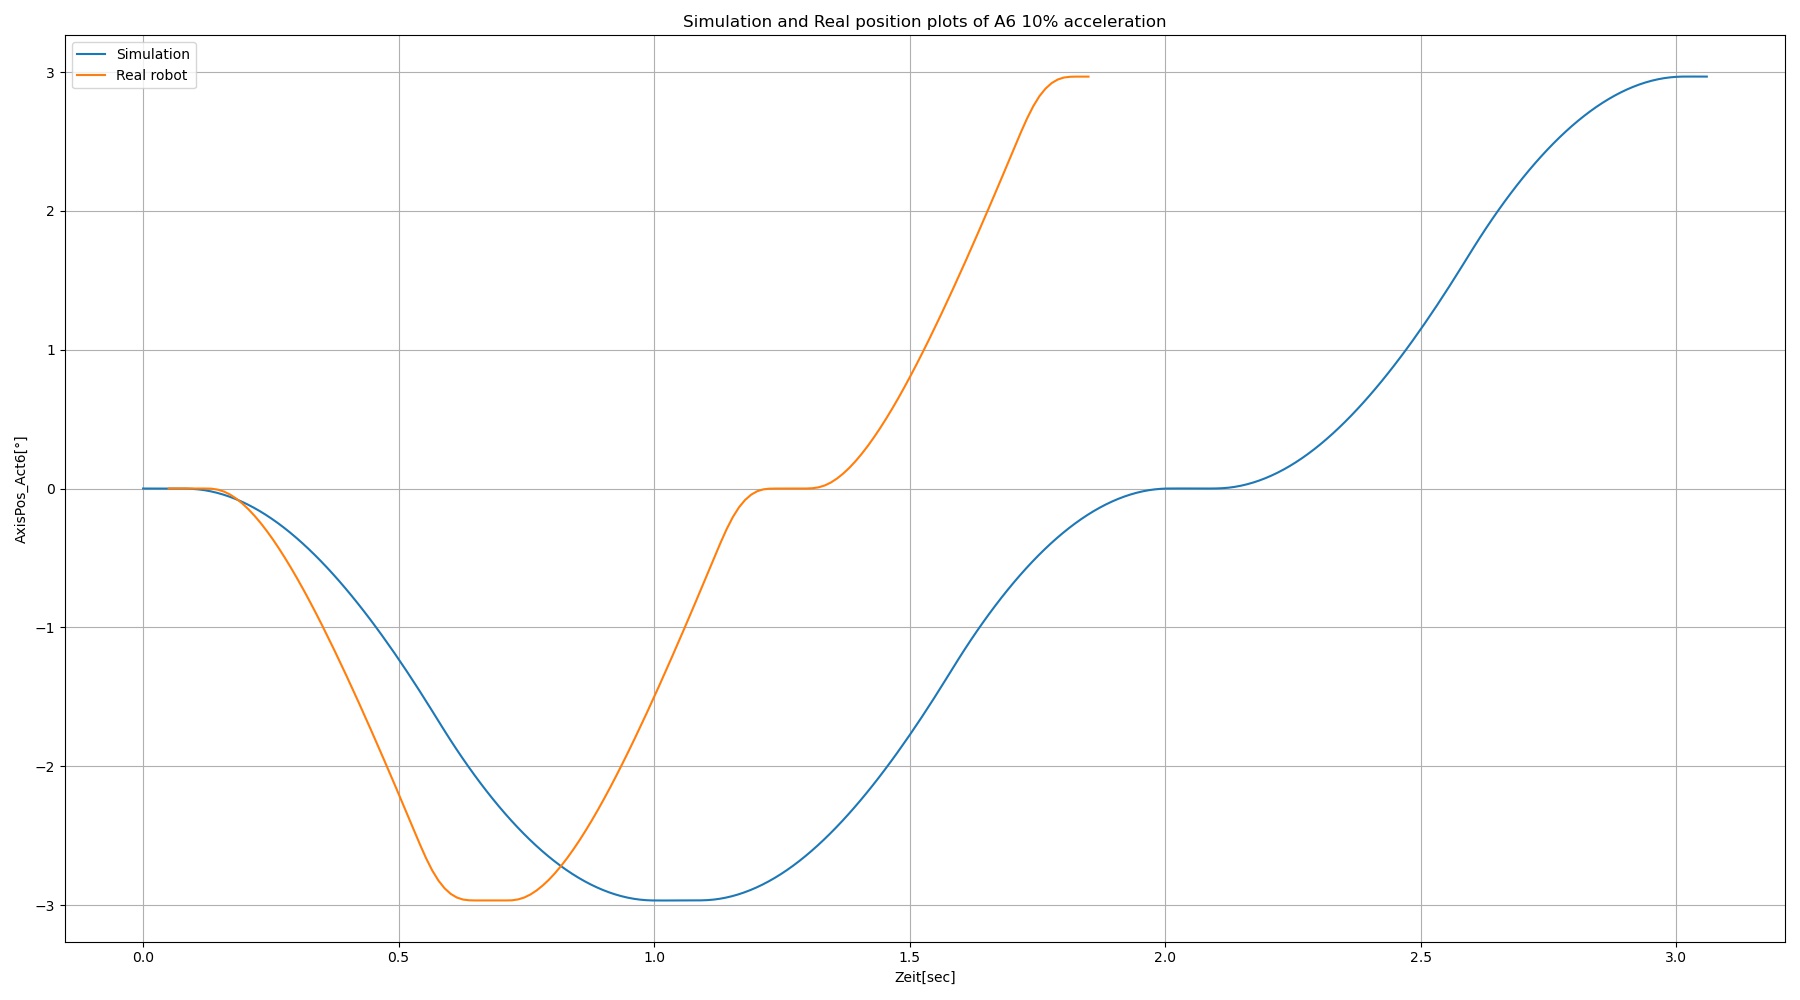 Simulation and Real position plots of A6 10% acceleration
Simulation
Real robot
3
2
1
0
−1
−2
−3
AxisPos_Act6[°]
0.0 0.5 1.0 1.5 2.0 2.5 3.0
Zeit[sec]